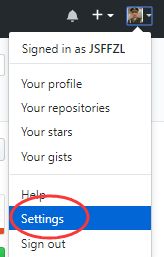 Signed in as JSFFZL
Your profile
Your repositories
Your stars
Your gists
Help
Settings
Sign out